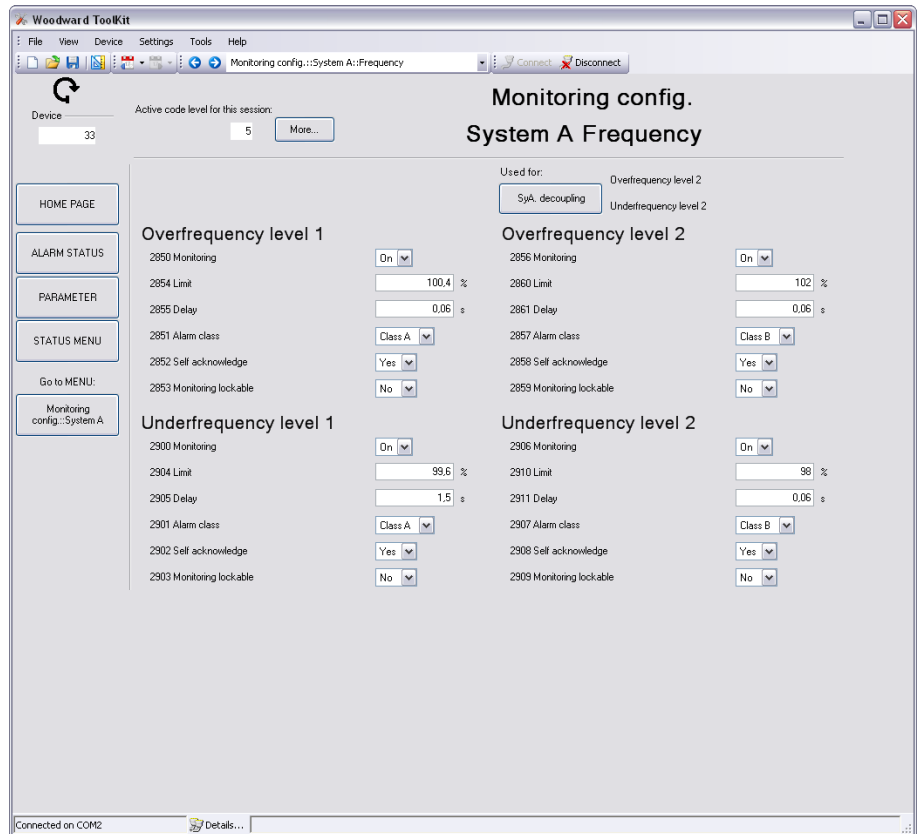 Woodward ToolKit
File View Device Settings Tools Help
Monitoring config.::System A::Frequency Connect Disconnect
Device
33
Active code level for this session:
5 More...
Monitoring config.
System A Frequency
HOME PAGE
ALARM STATUS
PARAMETER
STATUS MENU
Go to MENU:
Monitoring
config.::System A
Used for:
SyA. decoupling
Overfrequency level 2
Underfrequency level 2
Overfrequency level 1
2850 Monitoring On
2854 Limit 100,4 %
2855 Delay 0,06 s
2851 Alarm class Class A
2852 Self acknowledge Yes
2853 Monitoring lockable No
Overfrequency level 2
2856 Monitoring On
2860 Limit 102 %
2861 Delay 0,06 s
2857 Alarm class Class B
2858 Self acknowledge Yes
2859 Monitoring lockable No
Underfrequency level 1
2900 Monitoring On
2904 Limit 99,6 %
2905 Delay 1,5 s
2901 Alarm class Class A
2902 Self acknowledge Yes
2903 Monitoring lockable No
Underfrequency level 2
2906 Monitoring On
2910 Limit 98 %
2911 Delay 0,06 s
2907 Alarm class Class B
2908 Self acknowledge Yes
2909 Monitoring lockable No
Connected on COM2 Details...